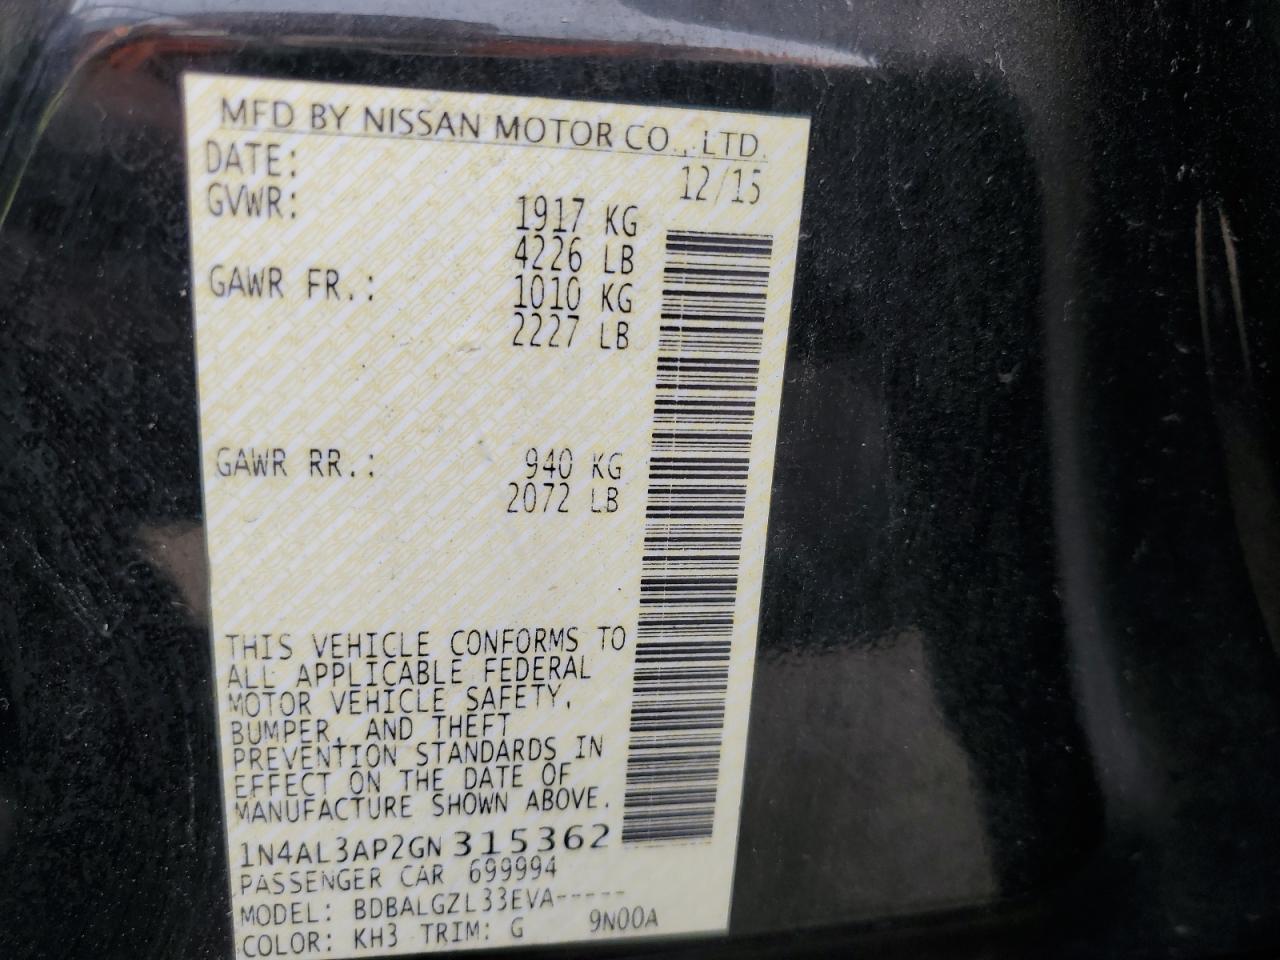 MFD BY NISSAN MOTOR CO., LTD.
DATE: 12/15
GVWR: 1917 KG
4226 LB
GAWR FR.: 1010 KG
2227 LB
GAWR RR.: 940 KG
2072 LB
THIS VEHICLE CONFORMS TO
ALL APPLICABLE FEDERAL
MOTOR VEHICLE SAFETY,
BUMPER, AND THEFT
PREVENTION STANDARDS IN
EFFECT ON THE DATE OF
MANUFACTURE SHOWN ABOVE.
1N4AL3AP2GN315362
PASSENGER CAR 699994
MODEL: BDBALGZL33EVA-----
COLOR: KH3 TRIM: G 9N00A